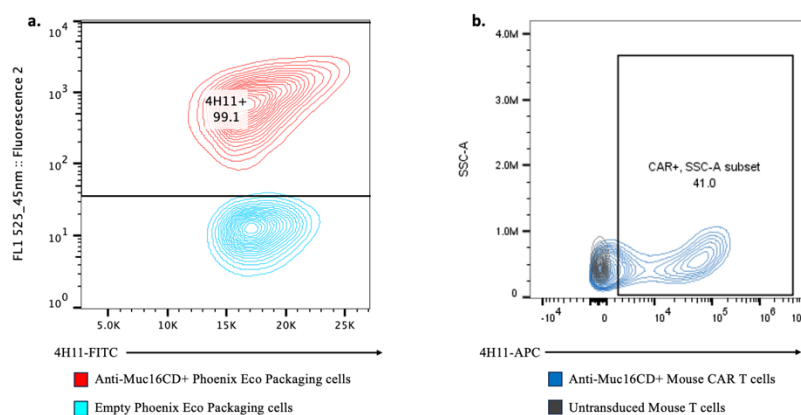 a.
10^4
10^3
10^2
10^1
10^0
FL1 525_45nm :: Fluorescence 2
4H11+
99.1
5.0K 10K 15K 20K 25K
4H11-FITC
Anti-Muc16CD+ Phoenix Eco Packaging cells
Empty Phoenix Eco Packaging cells
b.
4.0M
3.0M
2.0M
1.0M
0
SSC-A
CAR+, SSC-A subset
41.0
-10^4 0 10^4 10^5 10^6
4H11-APC
Anti-Muc16CD+ Mouse CAR T cells
Untransduced Mouse T cells